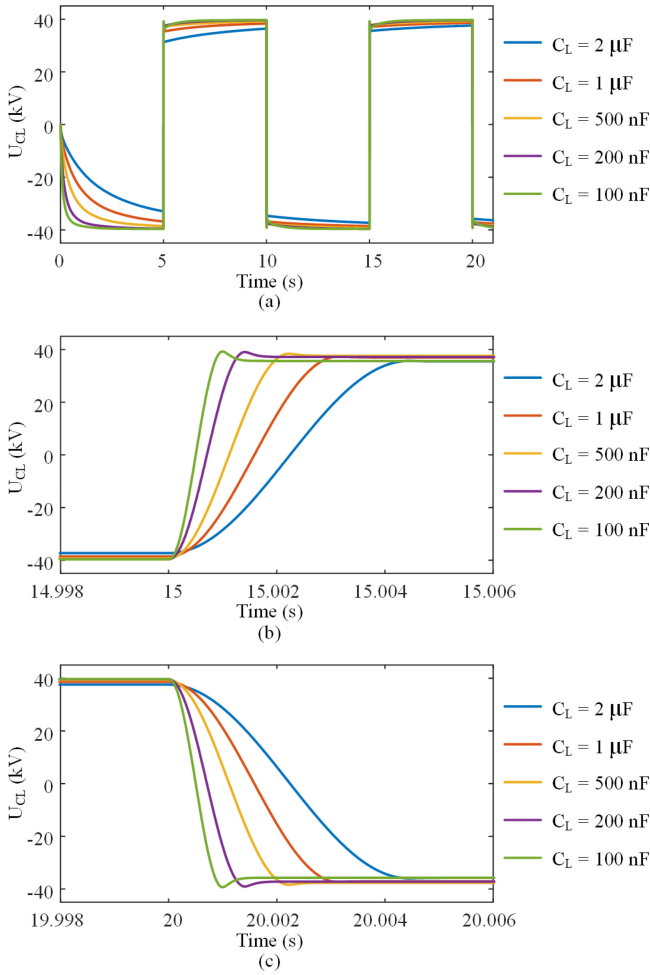 40
20
0
-20
-40
U_CL (kV)
0
5
10
15
20
Time (s)
(a)
C_L = 2 μF
C_L = 1 μF
C_L = 500 nF
C_L = 200 nF
C_L = 100 nF
40
20
0
-20
-40
U_CL (kV)
14.998
15
15.002
15.004
15.006
Time (s)
(b)
C_L = 2 μF
C_L = 1 μF
C_L = 500 nF
C_L = 200 nF
C_L = 100 nF
40
20
0
-20
-40
U_CL (kV)
19.998
20
20.002
20.004
20.006
Time (s)
(c)
C_L = 2 μF
C_L = 1 μF
C_L = 500 nF
C_L = 200 nF
C_L = 100 nF